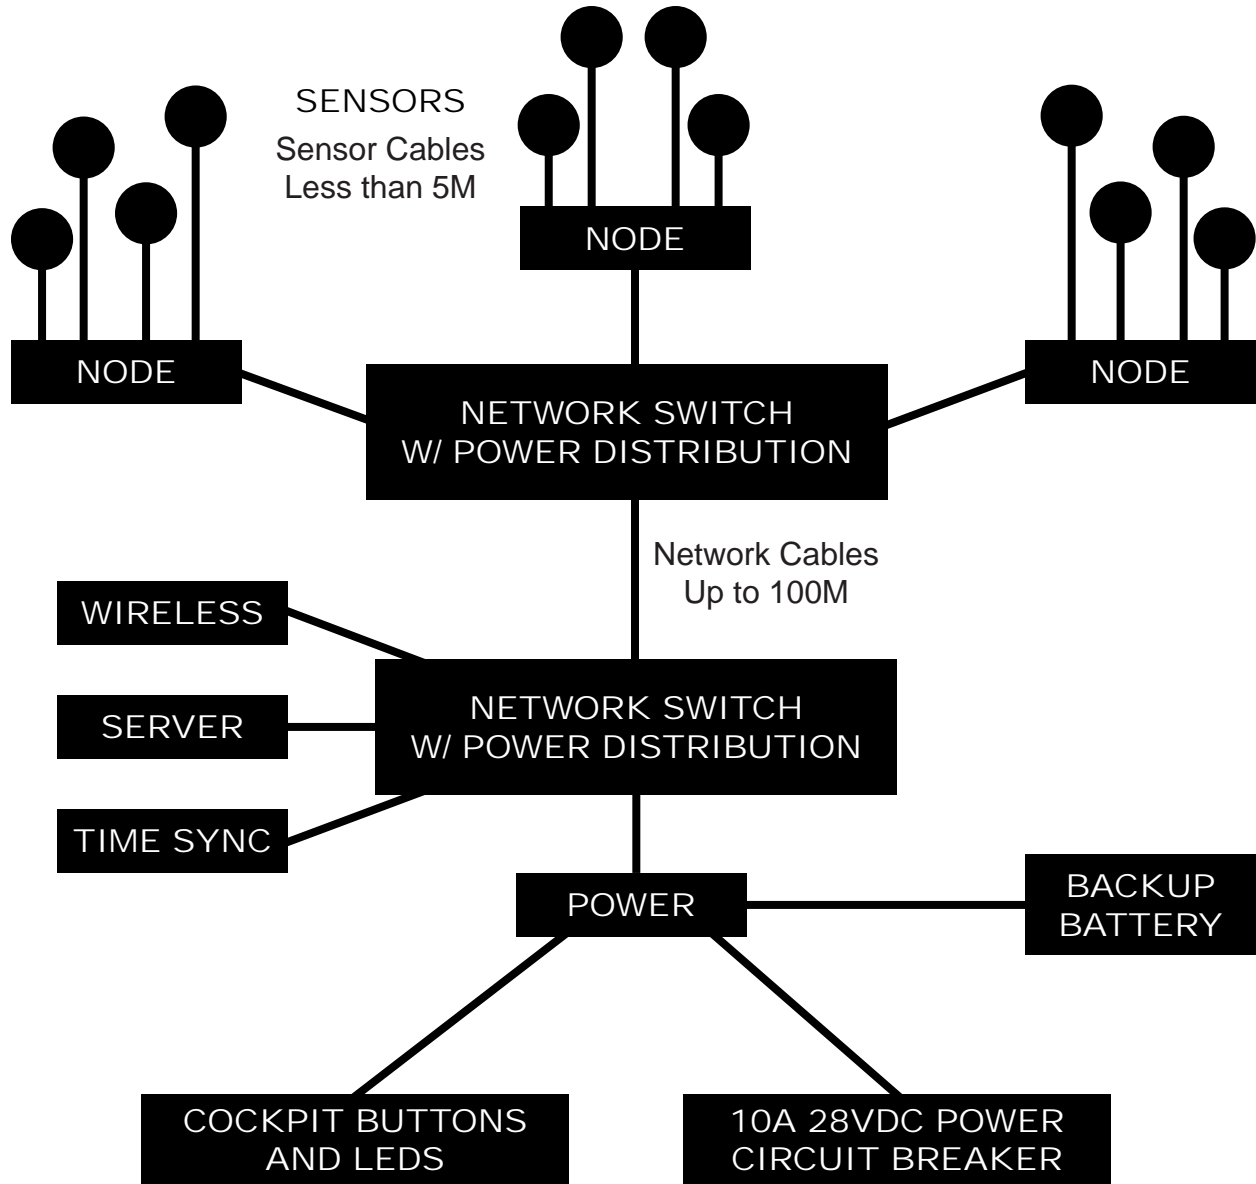 SENSORS
Sensor Cables
Less than 5M
NODE
NODE
NODE
NETWORK SWITCH
W/ POWER DISTRIBUTION
Network Cables
Up to 100M
WIRELESS
SERVER
TIME SYNC
NETWORK SWITCH
W/ POWER DISTRIBUTION
POWER
BACKUP
BATTERY
COCKPIT BUTTONS
AND LEDS
10A 28VDC POWER
CIRCUIT BREAKER